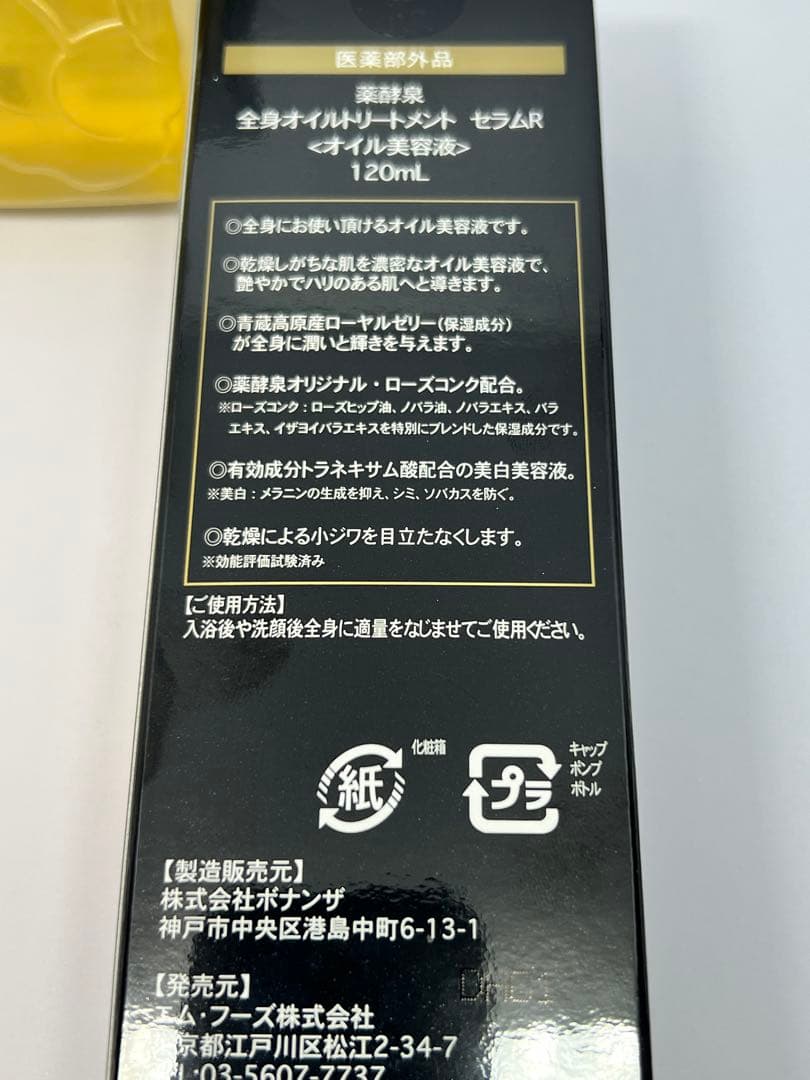 医薬部外品
薬酵泉
全身オイルトリートメント セラムR
<オイル美容液>
120mL
◎全身にお使い頂けるオイル美容液です。
◎乾燥しがちな肌を濃密なオイル美容液で、
艶やかでハリのある肌へと導きます。
◎青蔵高原産ローヤルゼリー(保湿成分)
が全身に潤いと輝きを与えます。
◎薬酵泉オリジナル・ローズコンク配合。
※ローズコンク:ローズヒップ油、ノバラ油、ノバラエキス、バラ
エキス、イザヨイバラエキスを特別にブレンドした保湿成分です。
◎有効成分トラネキサム酸配合の美白美容液。
※美白:メラニンの生成を抑え、シミ、ソバカスを防ぐ。
◎乾燥による小ジワを目立たなくします。
※効能評価試験済み
【ご使用方法】
入浴後や洗顔後全身に適量をなじませてご使用ください。
紙
化粧箱
プラ
キャップ
ポンプ
ボトル
【製造販売元】
株式会社ボナンザ
神戸市中央区港島中町6-13-1
【発売元】
エム・フーズ株式会社
京都江戸川区松江2-34-7
EL:03-5607-7737